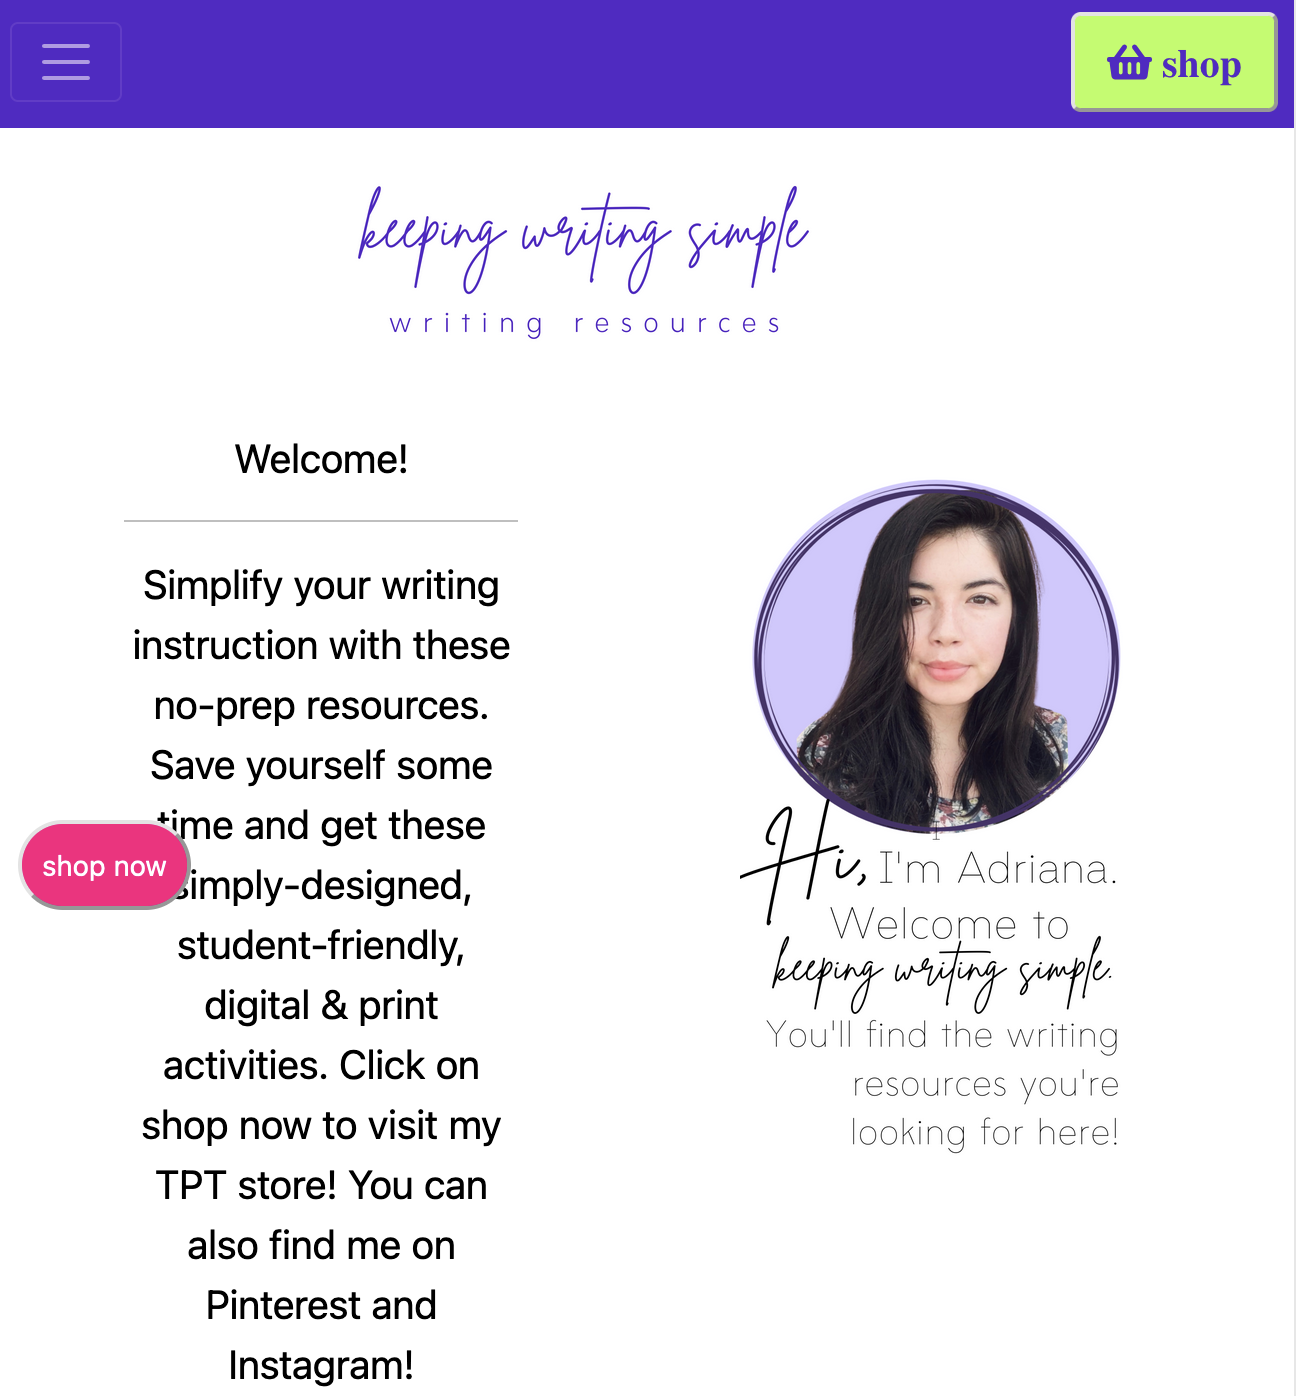 shop
keeping writing simple
writing resources
Welcome!
Simplify your writing
instruction with these
no-prep resources.
Save yourself some
time and get these
shop now
simply-designed,
student-friendly,
digital & print
activities. Click on
shop now to visit my
TPT store! You can
also find me on
Pinterest and
Instagram!
Hi, I'm Adriana.
Welcome to
keeping writing simple.
You'll find the writing
resources you're
looking for here!